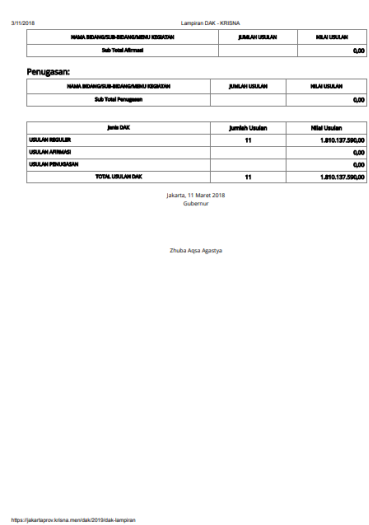 3/11/2018 Lampiran DAK - KRISNA
NAMA BIDANG/SUB-BIDANG/MENU KEGIATAN JUMLAH USULAN NILAI USULAN
Sub Total Afirmasi 0,00
Penugasan:
NAMA BIDANG/SUB-BIDANG/MENU KEGIATAN JUMLAH USULAN NILAI USULAN
Sub Total Penugasan 0,00
Jenis DAK Jumlah Usulan Nilai Usulan
USULAN REGULER 11 1.810.137.590,00
USULAN AFIRMASI 0,00
USULAN PENUGASAN 0,00
TOTAL USULAN DAK 11 1.810.137.590,00
Jakarta, 11 Maret 2018
Gubernur
Zhuba Aqsa Agastya
https://jakartaprov.krisna.men/dak/2019/dak-lampiran